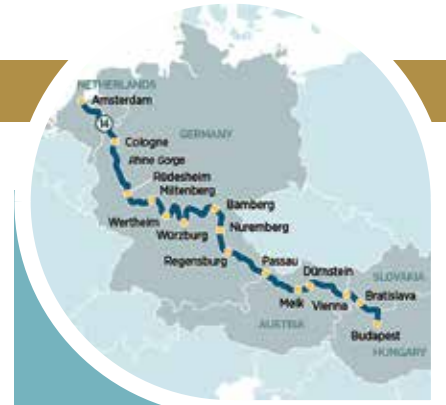 NETHERLANDS
Amsterdam
14
Cologne
GERMANY
Rhine Gorge
Rüdesheim
Miltenberg
Bamberg
Wertheim
Nuremberg
Würzburg
Regensburg
Passau
Dürnstein
SLOVAKIA
Melk
Vienna
Bratislava
AUSTRIA
Budapest
HUNGARY